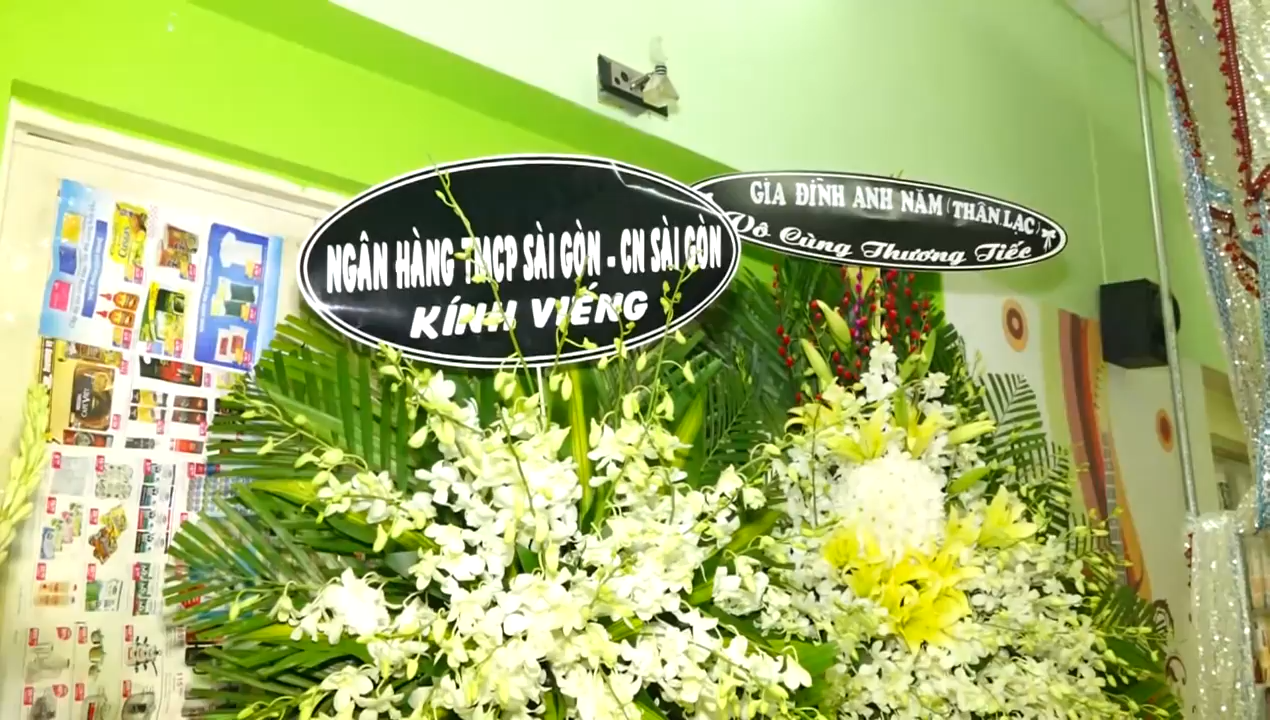 NGÂN HÀNG TMCP SÀI GÒN - CN SÀI GÒN
KÍNH VIẾNG
GIA ĐÌNH ANH NĂM (THÂN.LẠC)
Vô Cùng Thương Tiếc